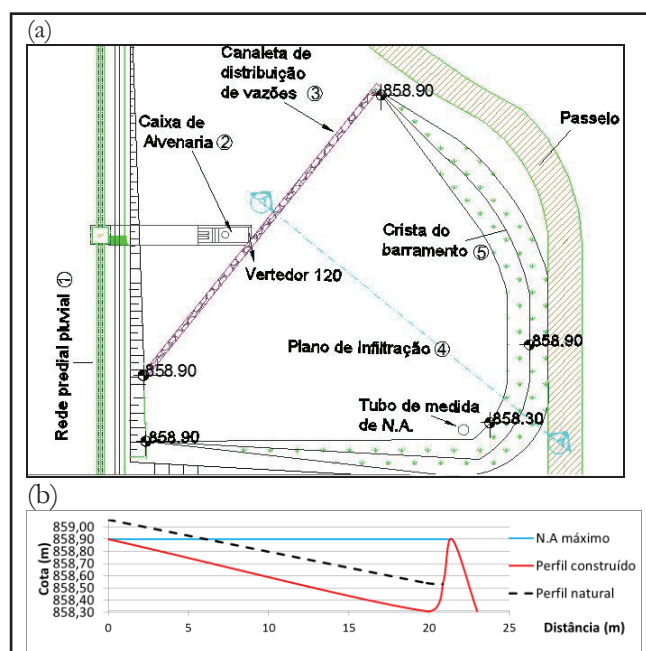 (a)
Canaleta de
distribuição
de vazões ③
858.90
Passeio
Caixa de
Alvenaria ②
Crista do
barramento ⑤
Vertedor 120
Rede predial pluvial ①
Plano de Infiltração ④
858.90
858.90
Tubo de medida
de N.A.
858.30
858.90
(b)
Cota (m)
859,00
858,90
858,80
858,70
858,60
858,50
858,40
858,30
0
5
10
15
20
25
Distância (m)
N.A máximo
Perfil construído
Perfil natural